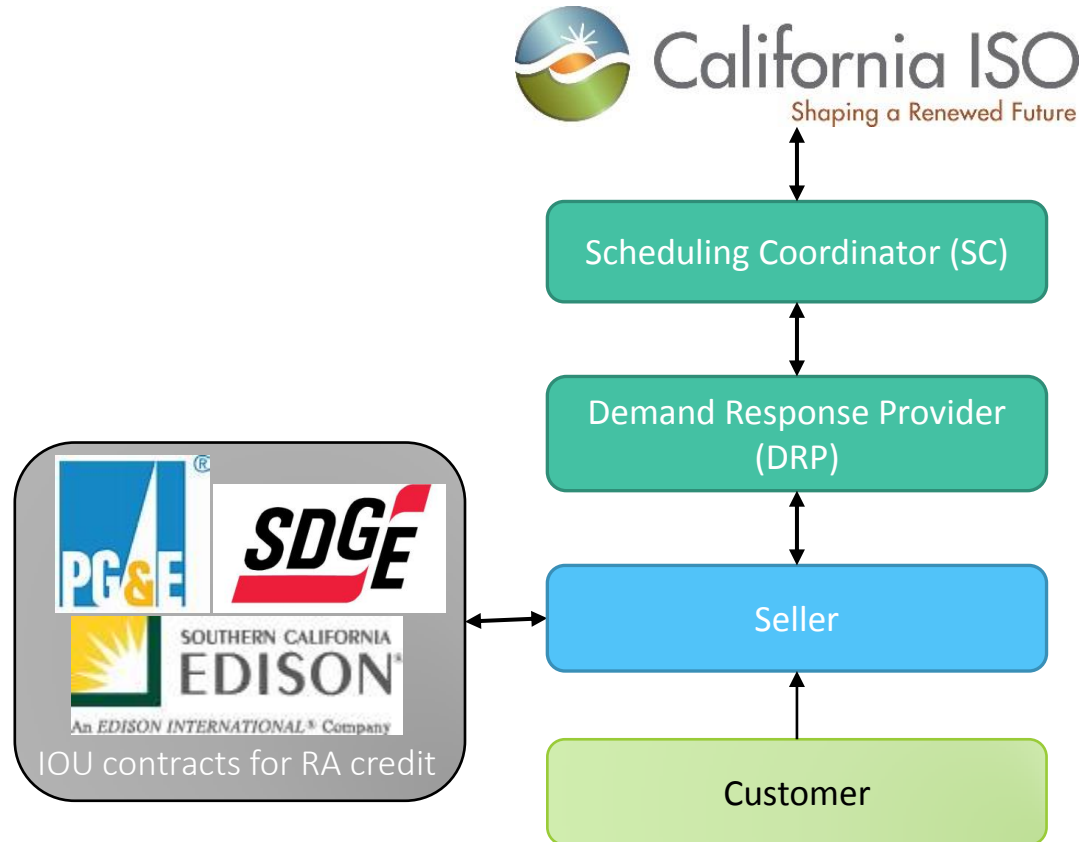 California ISO
Shaping a Renewed Future
Scheduling Coordinator (SC)
Demand Response Provider
(DRP)
PG&E®
SDGE
SOUTHERN CALIFORNIA
EDISON®
An EDISON INTERNATIONAL® Company
IOU contracts for RA credit
Seller
Customer